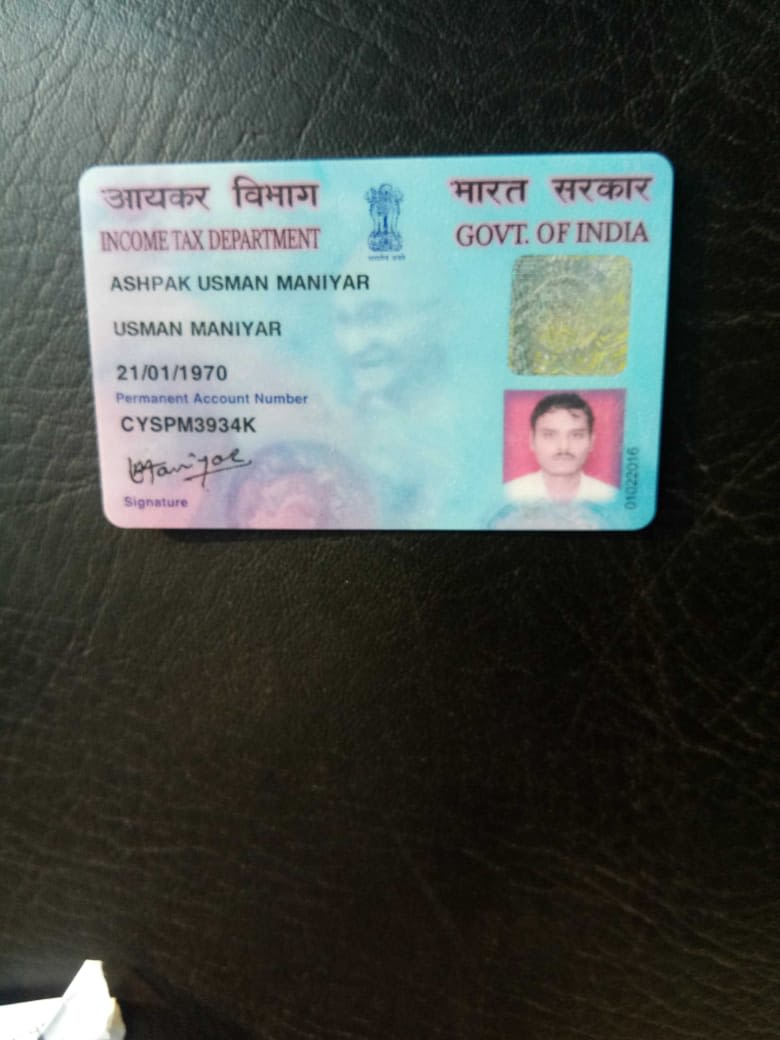 आयकर विभाग
INCOME TAX DEPARTMENT
भारत सरकार
GOVT. OF INDIA
ASHPAK USMAN MANIYAR
USMAN MANIYAR
21/01/1970
Permanent Account Number
CYSPM3934K
Signature
01022016